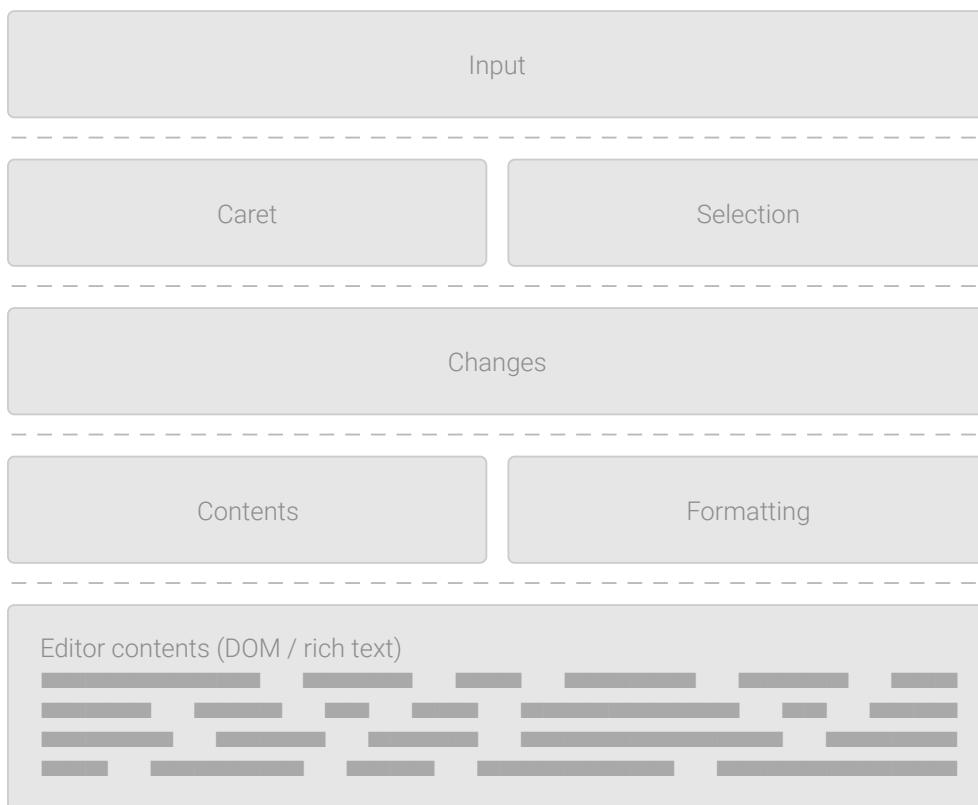 Input
Caret
Selection
Changes
Contents
Formatting
Editor contents (DOM / rich text)